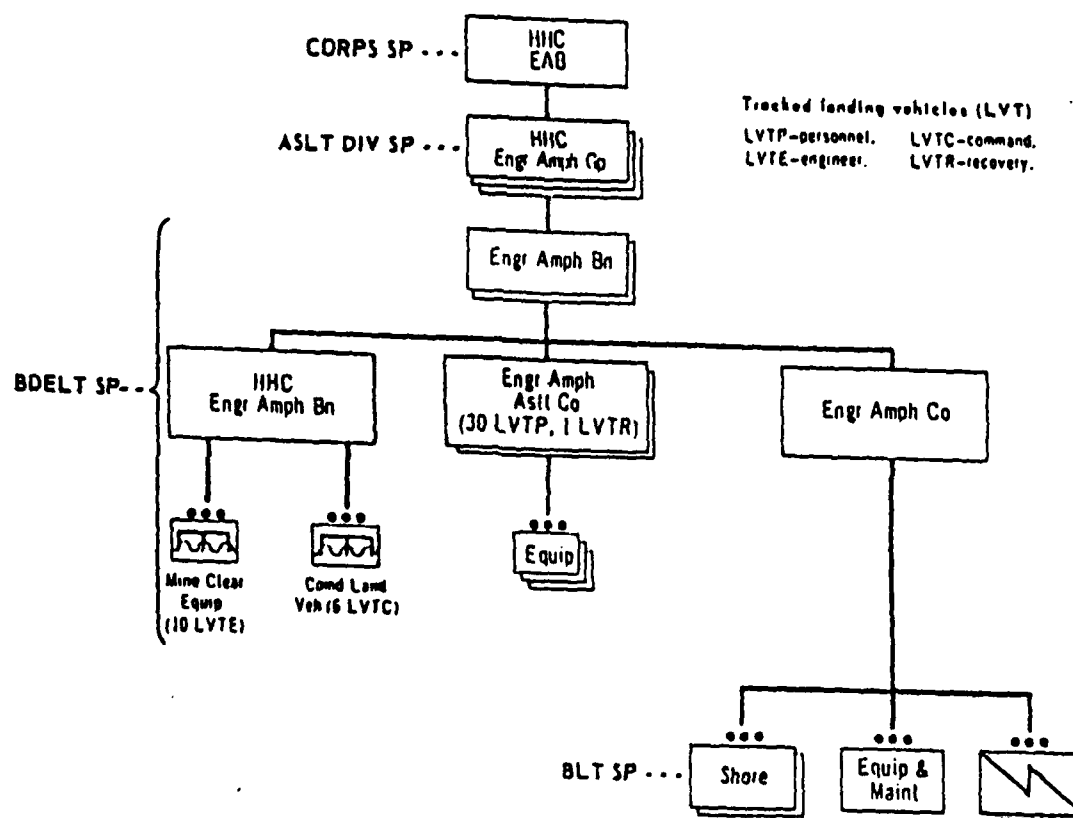 CORPS SP ---
HHC
EAB
Tracked landing vehicles (LVT)
LVTP-personnel. LVTC-command.
LVTE-engineer. LVTR-recovery.
ASLT DIV SP ---
HHC
Engr Amph Co
Engr Amph Bn
BDELT SP---
HHC
Engr Amph Bn
Engr Amph
Aslt Co
(30 LVTP, 1 LVTR)
Engr Amph Co
Mine Clear
Equip
(10 LVTE)
Comd Land
Veh (6 LVTC)
Equip
BLT SP ---
Shore
Equip &
Maint